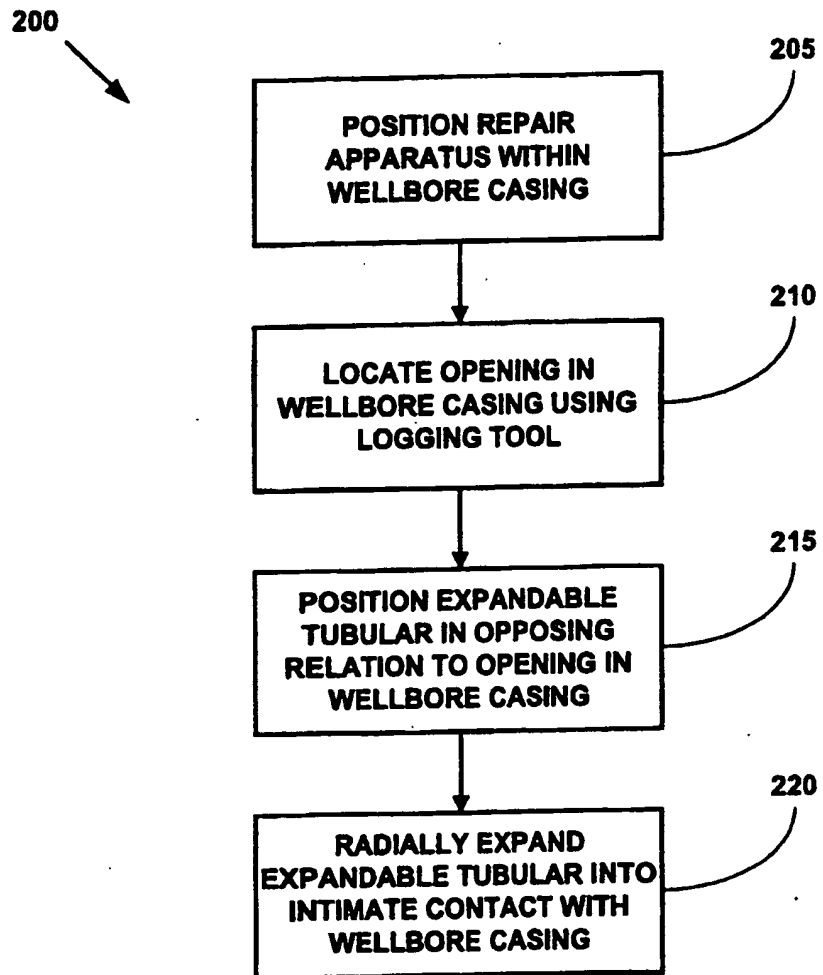 200
205
POSITION REPAIR
APPARATUS WITHIN
WELLBORE CASING
210
LOCATE OPENING IN
WELLBORE CASING USING
LOGGING TOOL
215
POSITION EXPANDABLE
TUBULAR IN OPPOSING
RELATION TO OPENING IN
WELLBORE CASING
220
RADIALLY EXPAND
EXPANDABLE TUBULAR INTO
INTIMATE CONTACT WITH
WELLBORE CASING